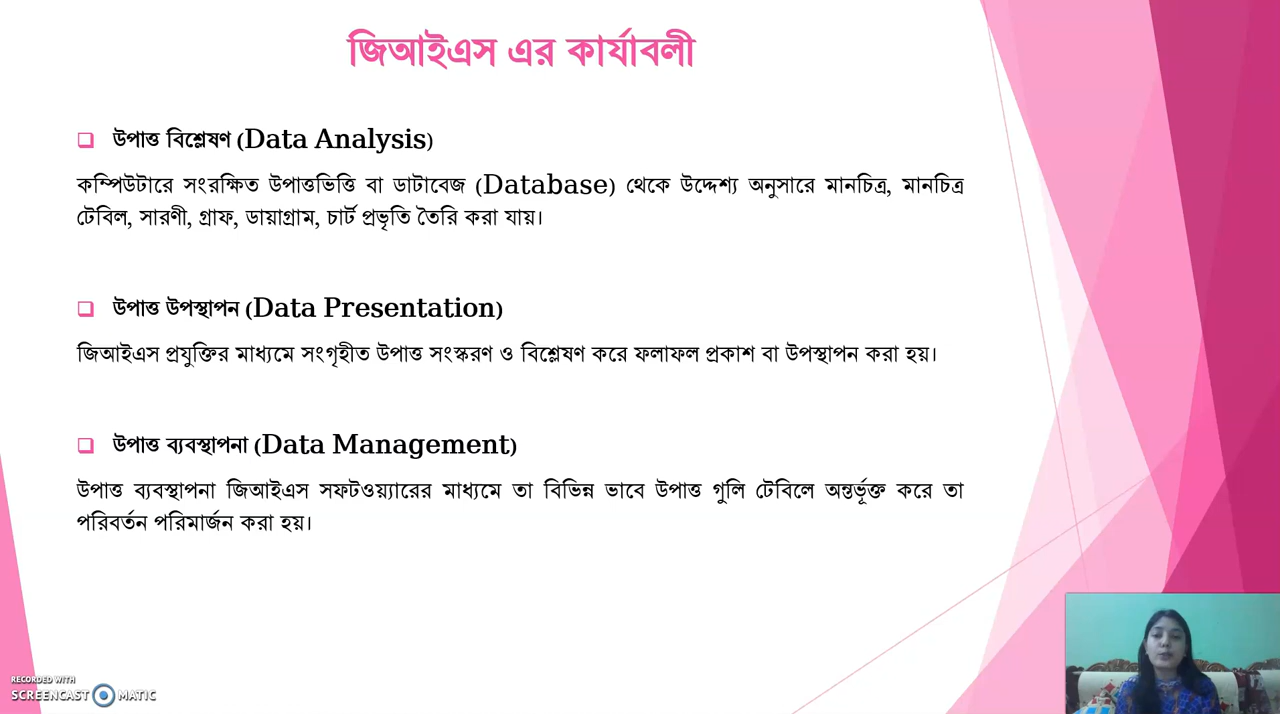 জিআইএস এর কার্যাবলী
উপাত্ত বিশ্লেষণ (Data Analysis)
কম্পিউটারে সংরক্ষিত উপাত্তভিত্তি বা ডাটাবেজ (Database) থেকে উদ্দেশ্য অনুসারে মানচিত্র, মানচিত্র
টেবিল, সারণী, গ্রাফ, ডায়াগ্রাম, চার্ট প্রভৃতি তৈরি করা যায়।
উপাত্ত উপস্থাপন (Data Presentation)
জিআইএস প্রযুক্তির মাধ্যমে সংগৃহীত উপাত্ত সংস্করণ ও বিশ্লেষণ করে ফলাফল প্রকাশ বা উপস্থাপন করা হয়।
উপাত্ত ব্যবস্থাপনা (Data Management)
উপাত্ত ব্যবস্থাপনা জিআইএস সফটওয়্যারের মাধ্যমে তা বিভিন্ন ভাবে উপাত্ত গুলি টেবিলে অন্তর্ভূক্ত করে তা
পরিবর্তন পরিমার্জন করা হয়।
RECORDED WITH
SCREENCAST MATIC